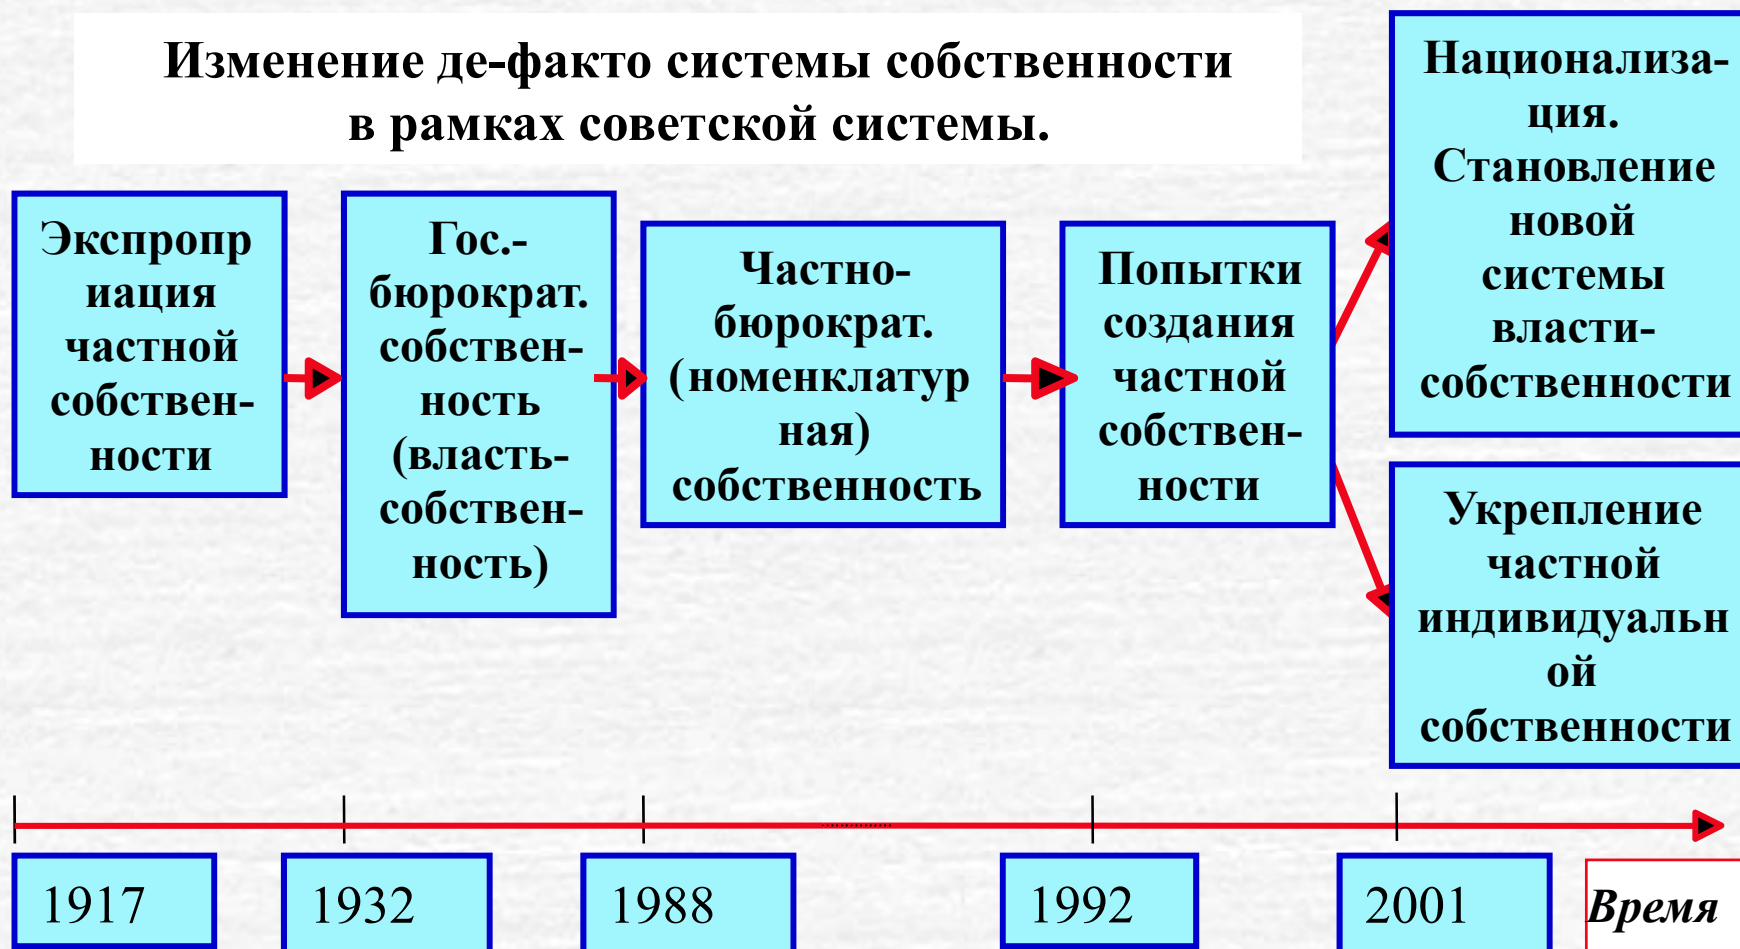 Изменение де-факто системы собственности
в рамках советской системы.
Экспропр
иация
частной
собствен-
ности
Гос.-
бюрократ.
собствен-
ность
(власть-
собствен-
ность)
Частно-
бюрократ.
(номенклатур
ная)
собственность
Попытки
создания
частной
собствен-
ности
Национализа-
ция.
Становление
новой
системы
власти-
собственности
Укрепление
частной
индивидуальн
ой
собственности
1917
1932
1988
1992
2001
Время